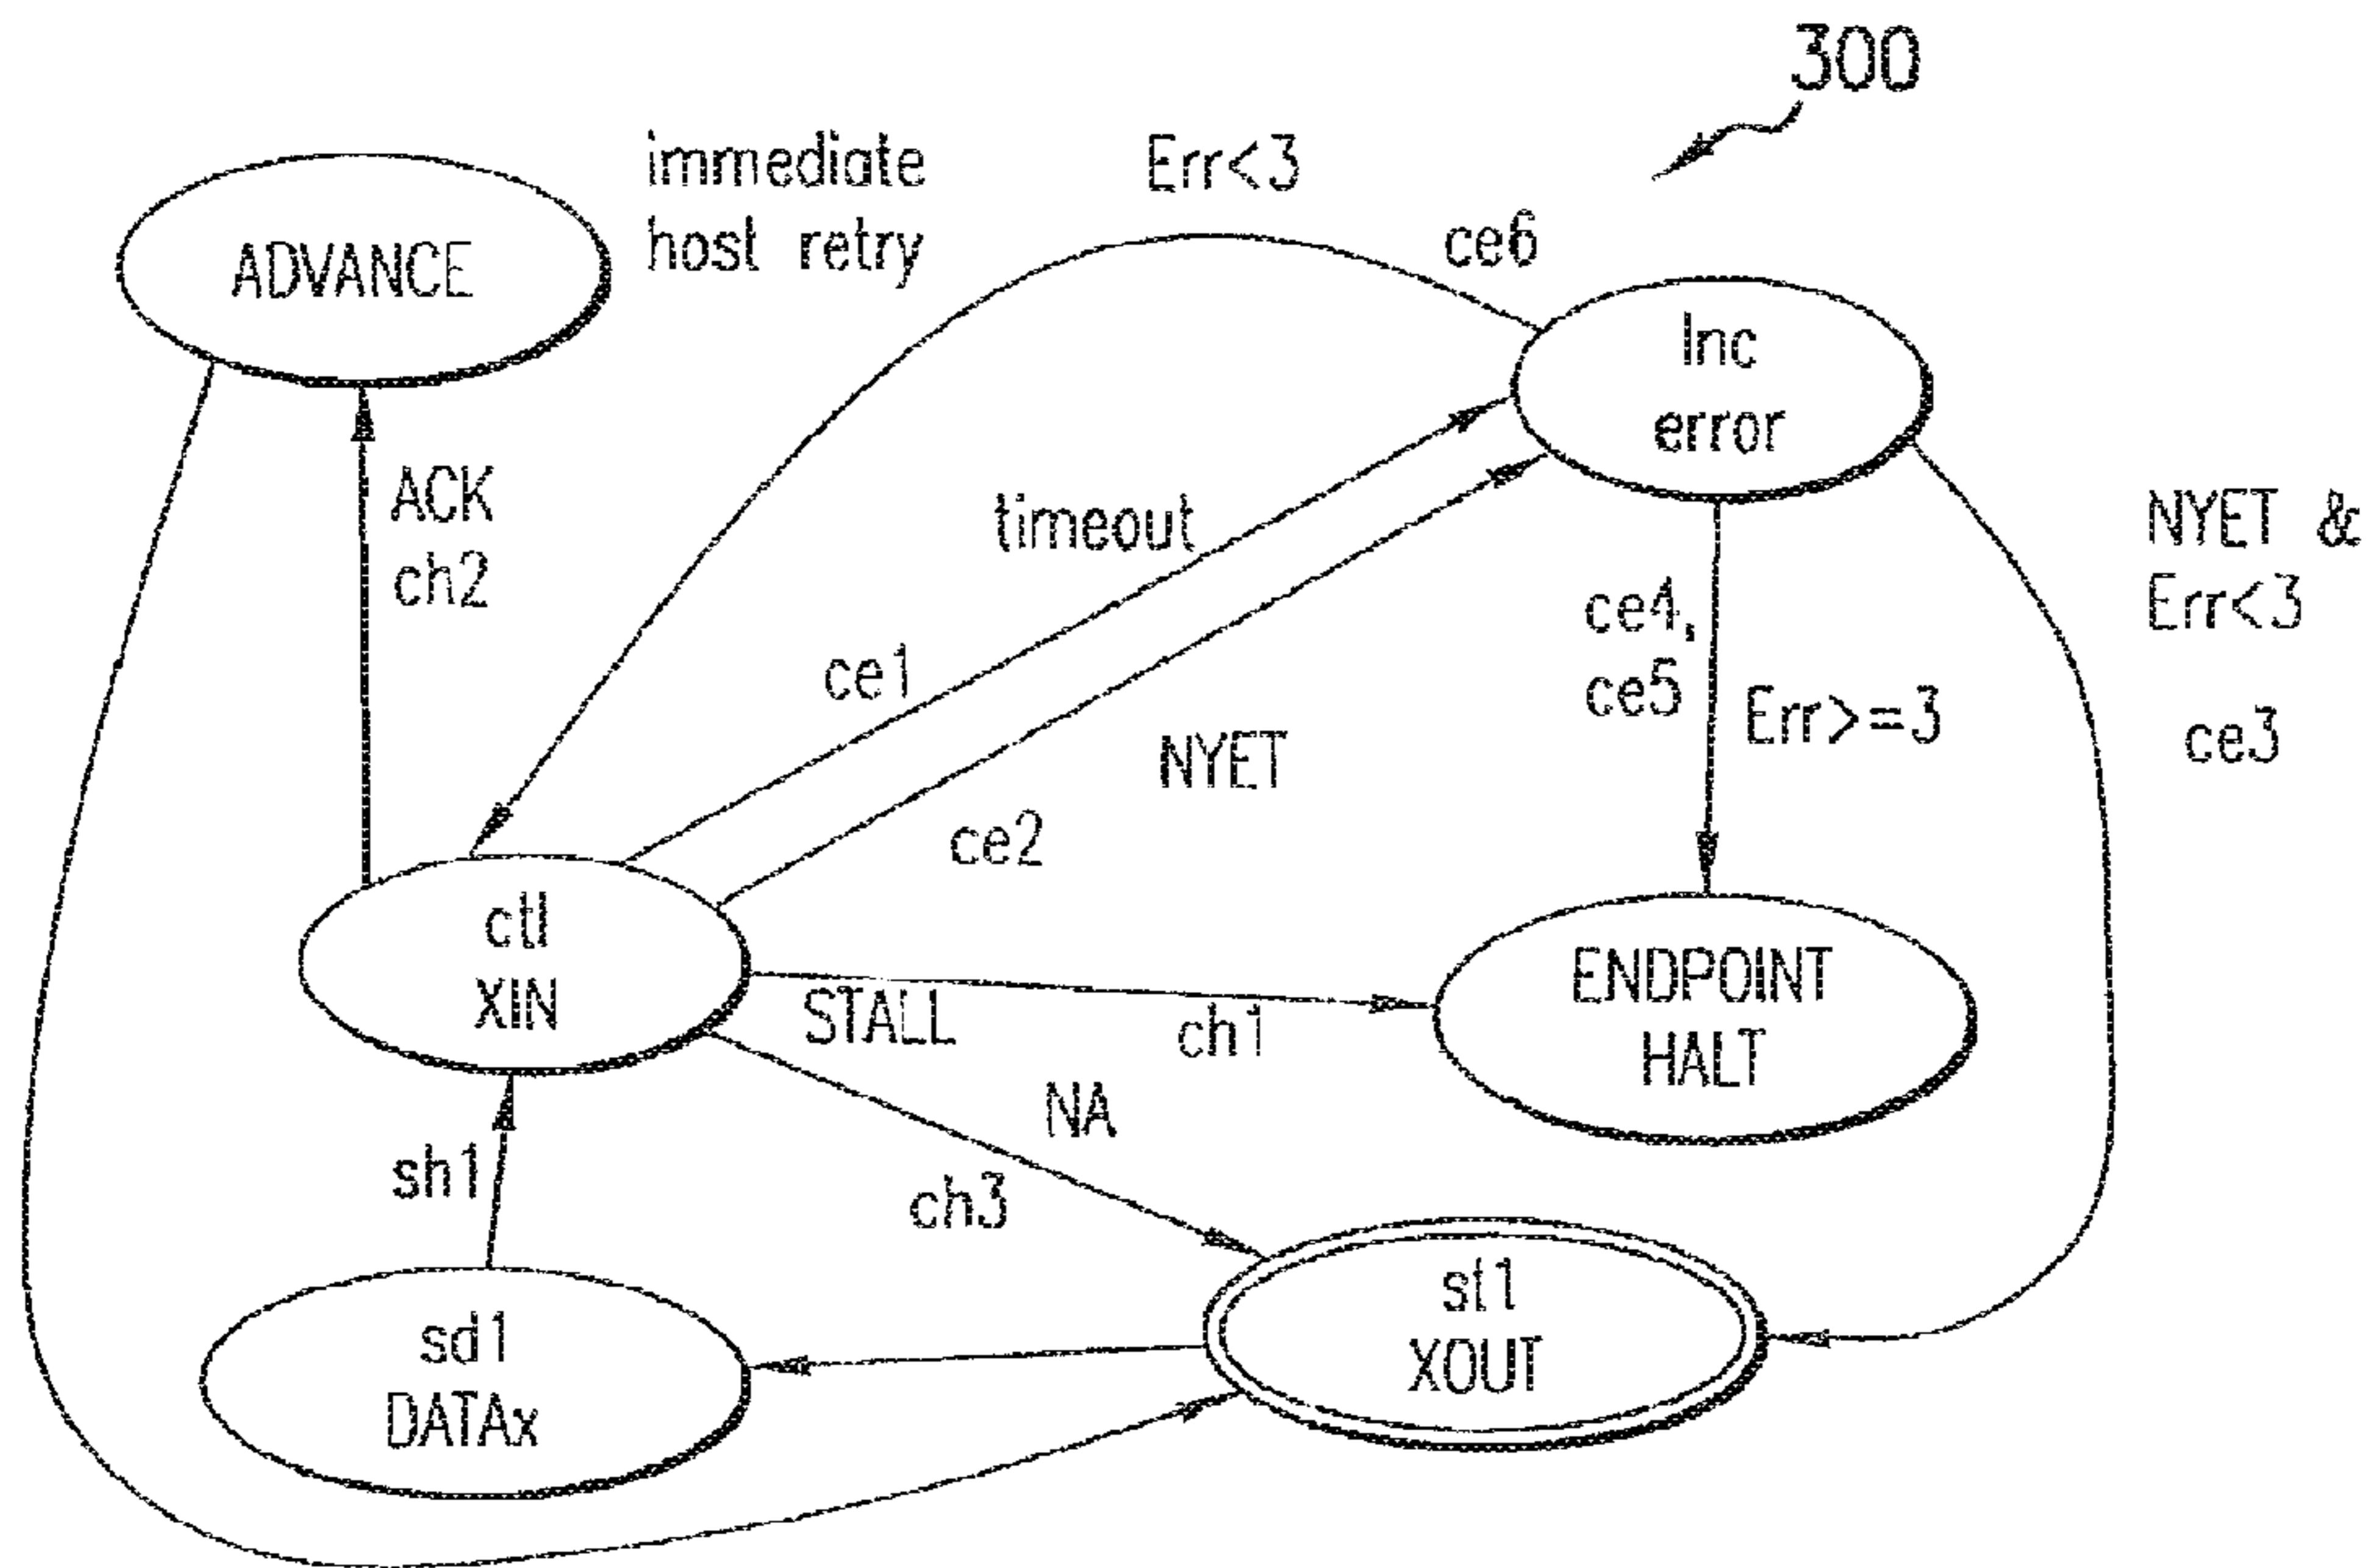 300
immediate
host retry
Err<3
ce6
ADVANCE
Inc
error
ACK
ch2
timeout
NYET &
Err<3
ce3
ce4,
ce5
Err>=3
ce1
NYET
ce2
ctl
XIN
STALL
ch1
ENDPOINT
HALT
NA
ch3
sh1
st1
XOUT
sd1
DATAx